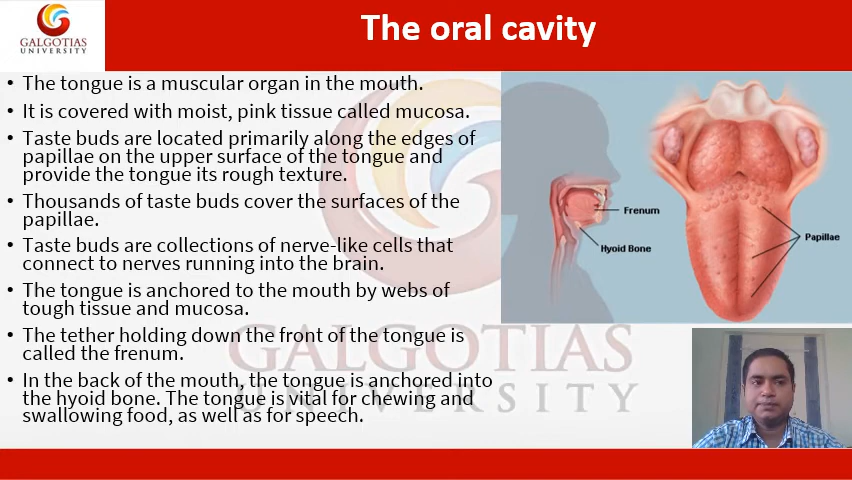 GALGOTIAS
UNIVERSITY
The oral cavity
• The tongue is a muscular organ in the mouth.
• It is covered with moist, pink tissue called mucosa.
• Taste buds are located primarily along the edges of
papillae on the upper surface of the tongue and
provide the tongue its rough texture.
• Thousands of taste buds cover the surfaces of the
papillae.
• Taste buds are collections of nerve-like cells that
connect to nerves running into the brain.
• The tongue is anchored to the mouth by webs of
tough tissue and mucosa.
• The tether holding down the front of the tongue is
called the frenum.
• In the back of the mouth, the tongue is anchored into
the hyoid bone. The tongue is vital for chewing and
swallowing food, as well as for speech.
Frenum
Hyoid Bone
Papillae
GALGOTIAS
UNIVERSITY